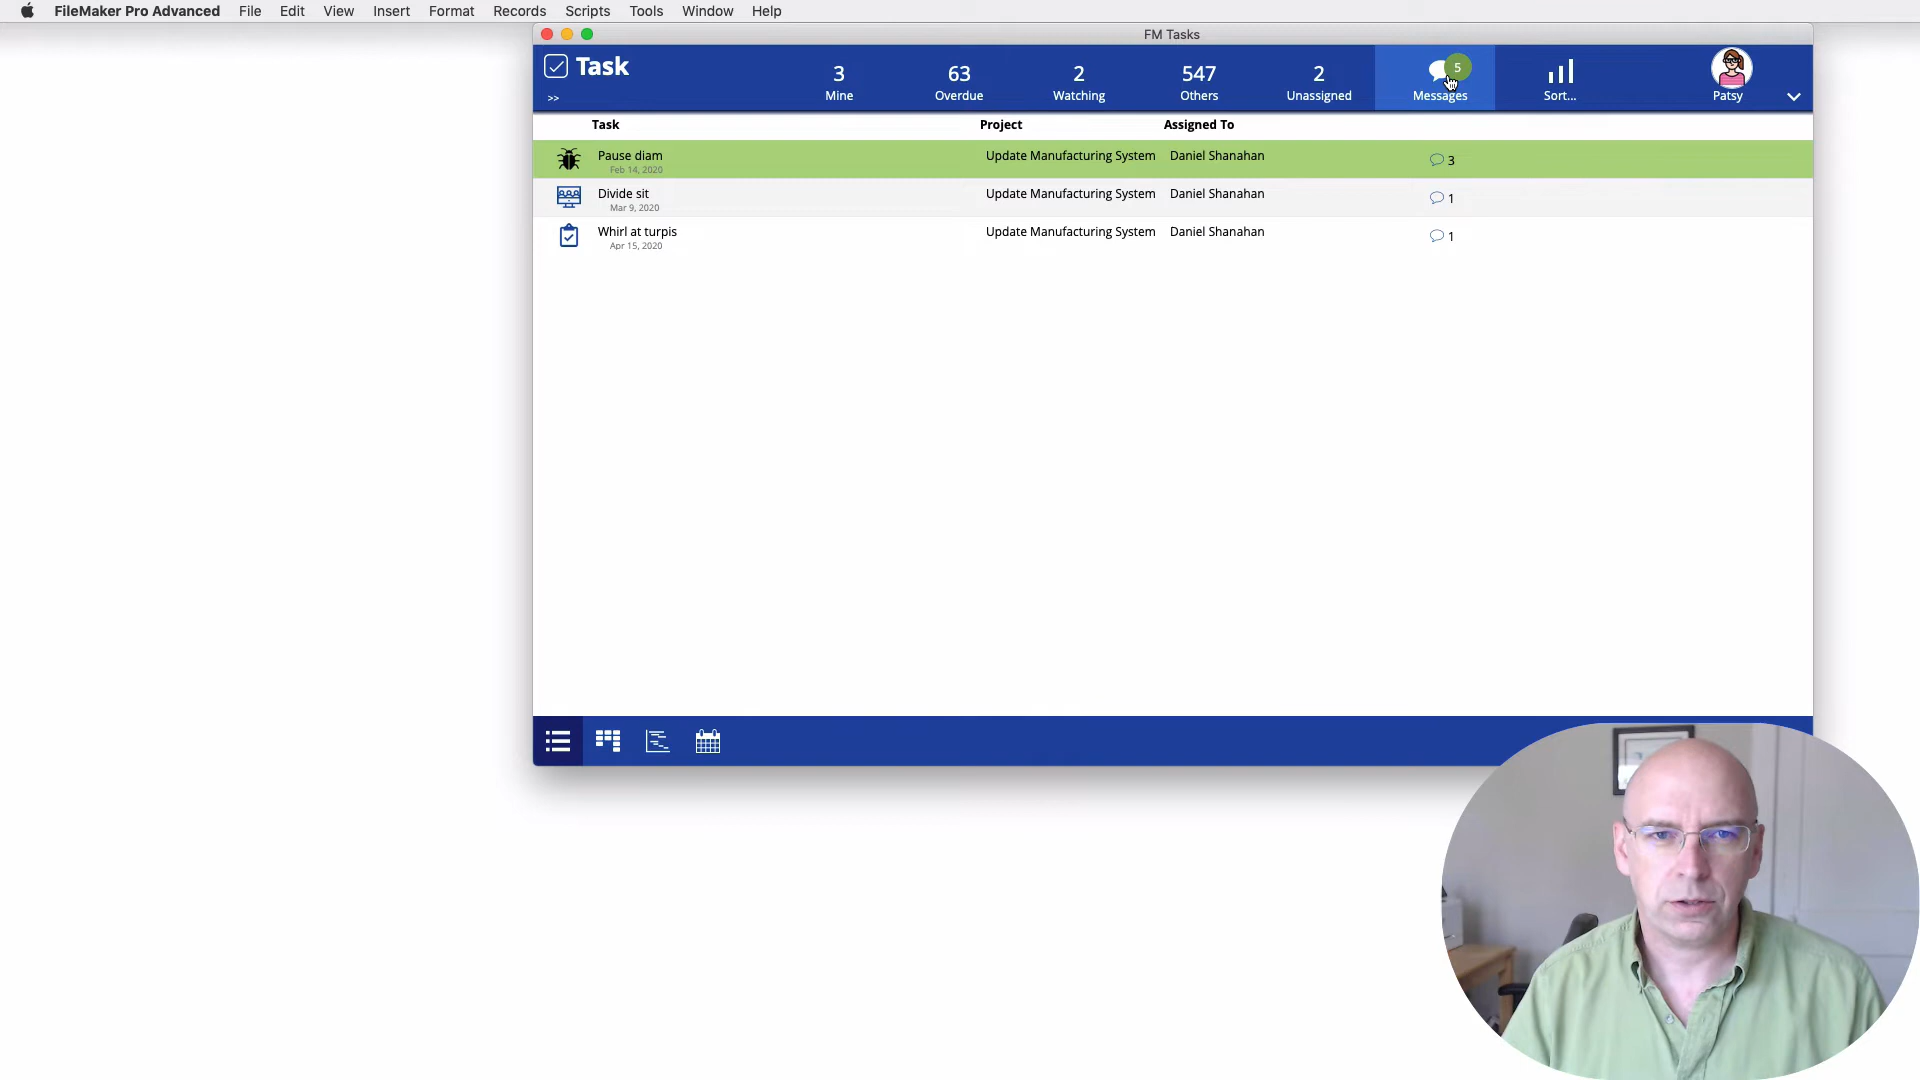 FileMaker Pro Advanced File Edit View Insert Format Records Scripts Tools Window Help
FM Tasks
Task
>>
3
Mine
63
Overdue
2
Watching
547
Others
2
Unassigned
5
Messages
Sort...
Patsy
Task Project Assigned To
Pause diam Update Manufacturing System Daniel Shanahan 3
Feb 14, 2020
Divide sit Update Manufacturing System Daniel Shanahan 1
Mar 9, 2020
Whirl at turpis Update Manufacturing System Daniel Shanahan 1
Apr 15, 2020